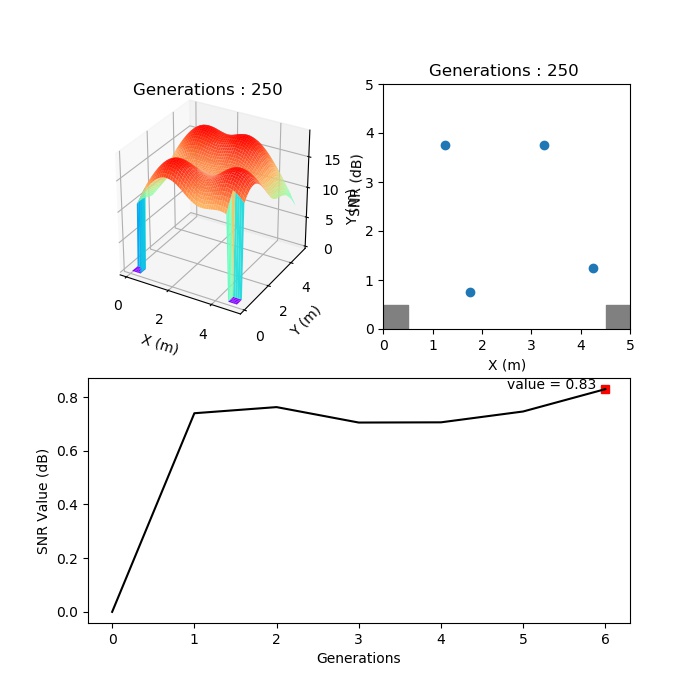 Generations : 250
15
10
5
0
SNR (dB)
0
2
4
X (m)
0
2
4
Y (m)
Generations : 250
5
4
3
2
1
0
Y (m)
0 1 2 3 4 5
X (m)
value = 0.83
0.8
0.6
0.4
0.2
0.0
SNR Value (dB)
0 1 2 3 4 5 6
Generations